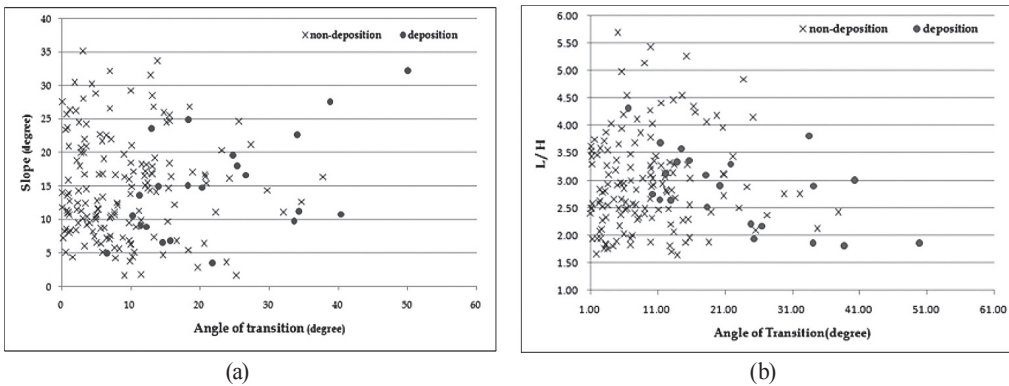 × non-deposition ● deposition
40
35
30
25
20
15
10
5
0
Slope (degree)
0 10 20 30 40 50 60
Angle of transition (degree)
(a)
× non-deposition ● deposition
6.00
5.50
5.00
4.50
4.00
3.50
3.00
2.50
2.00
1.50
1.00
L/H
1.00 11.00 21.00 31.00 41.00 51.00 61.00
Angle of Transition(degree)
(b)